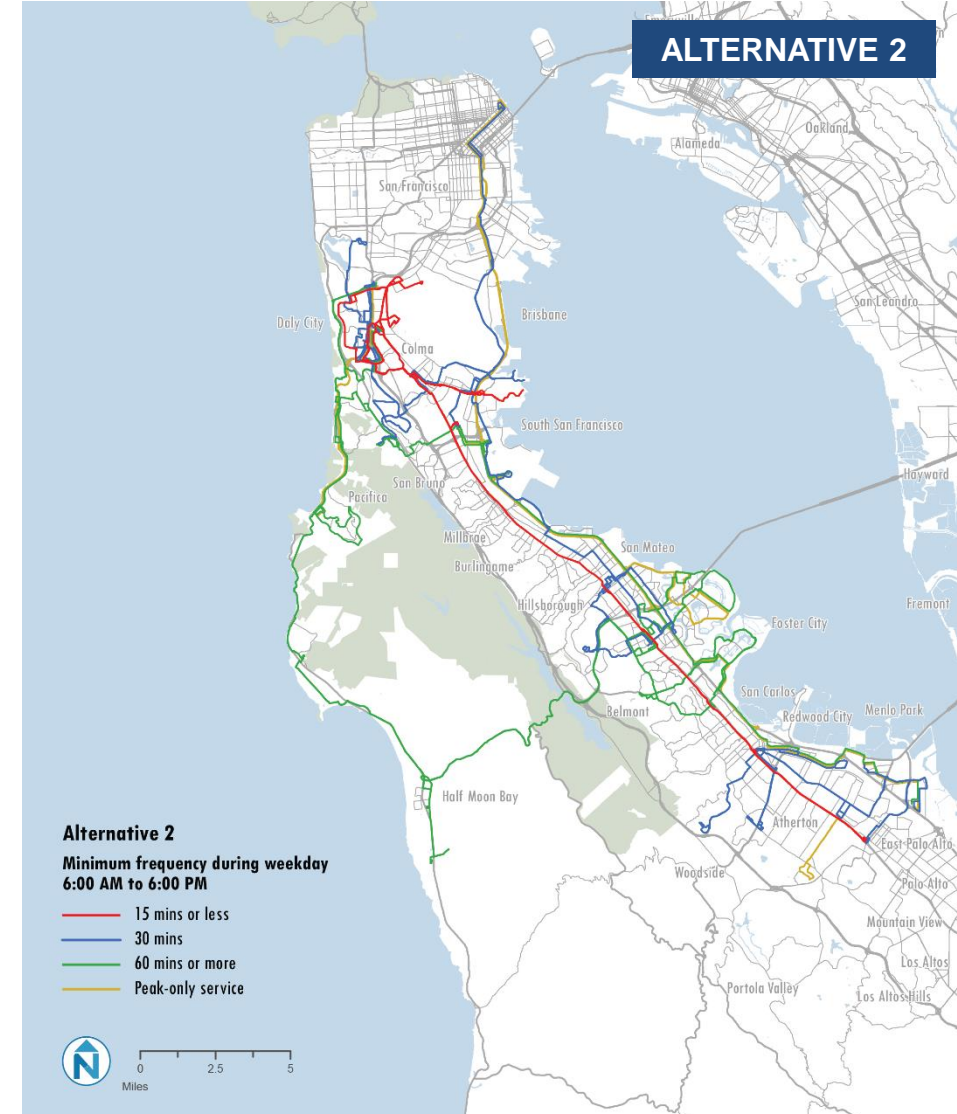 Emeryville
ALTERNATIVE 2
Oakland
Alameda
San Francisco
San Leandro
Daly City
Brisbane
Colma
South San Francisco
Hayward
San Bruno
Pacifica
Millbrae
San Mateo
Burlingame
Hillsborough
Fremont
Foster City
San Carlos
Belmont
Redwood City
Menlo Park
Half Moon Bay
Atherton
East Palo Alto
Woodside
Palo Alto
Mountain View
Los Altos
Portola Valley
Los Altos Hills
Alternative 2
Minimum frequency during weekday
6:00 AM to 6:00 PM
15 mins or less
30 mins
60 mins or more
Peak-only service
N
0 2.5 5
Miles